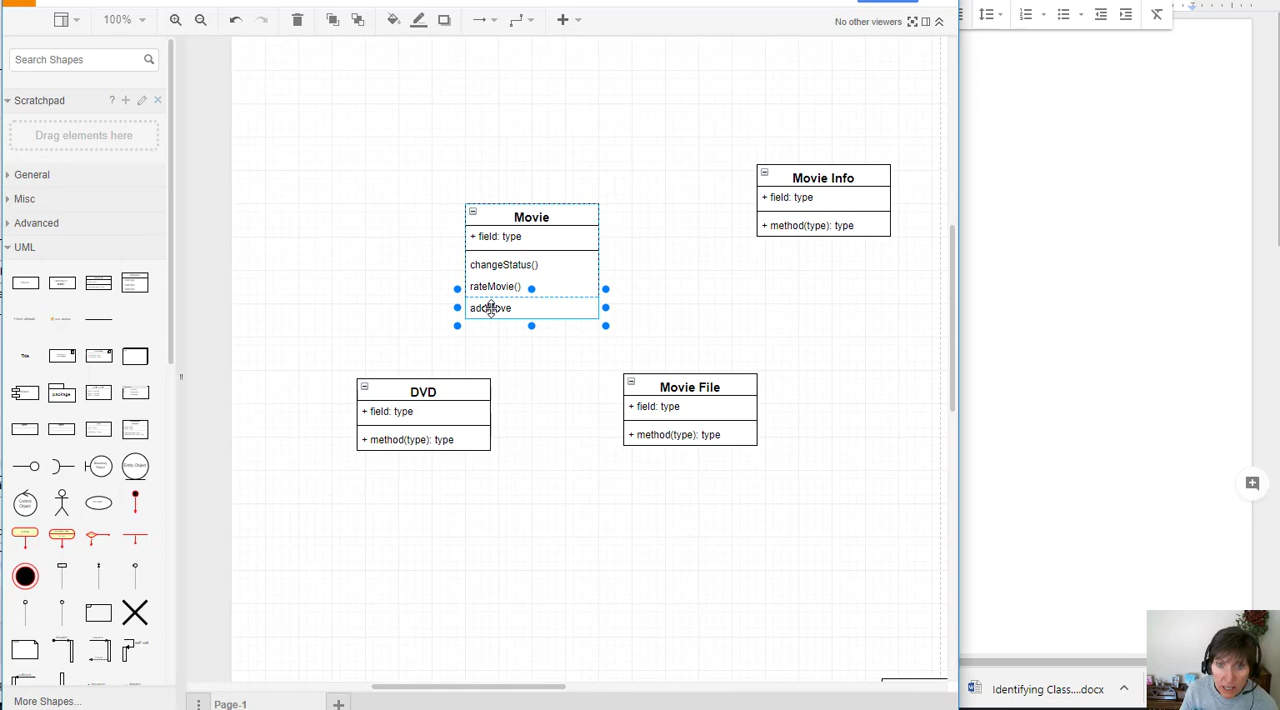 100%
No other viewers
Search Shapes
Scratchpad
?
Drag elements here
General
Misc
Advanced
UML
Title
package
More Shapes...
Movie
+ field: type
changeStatus()
rateMovie()
Movie Info
+ field: type
+ method(type): type
DVD
+ field: type
+ method(type): type
Movie File
+ field: type
+ method(type): type
Page-1
Identifying Class....docx